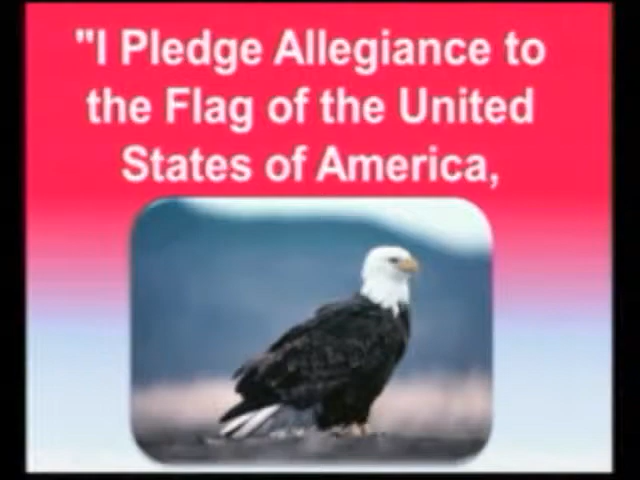 "I Pledge Allegiance to
the Flag of the United
States of America,